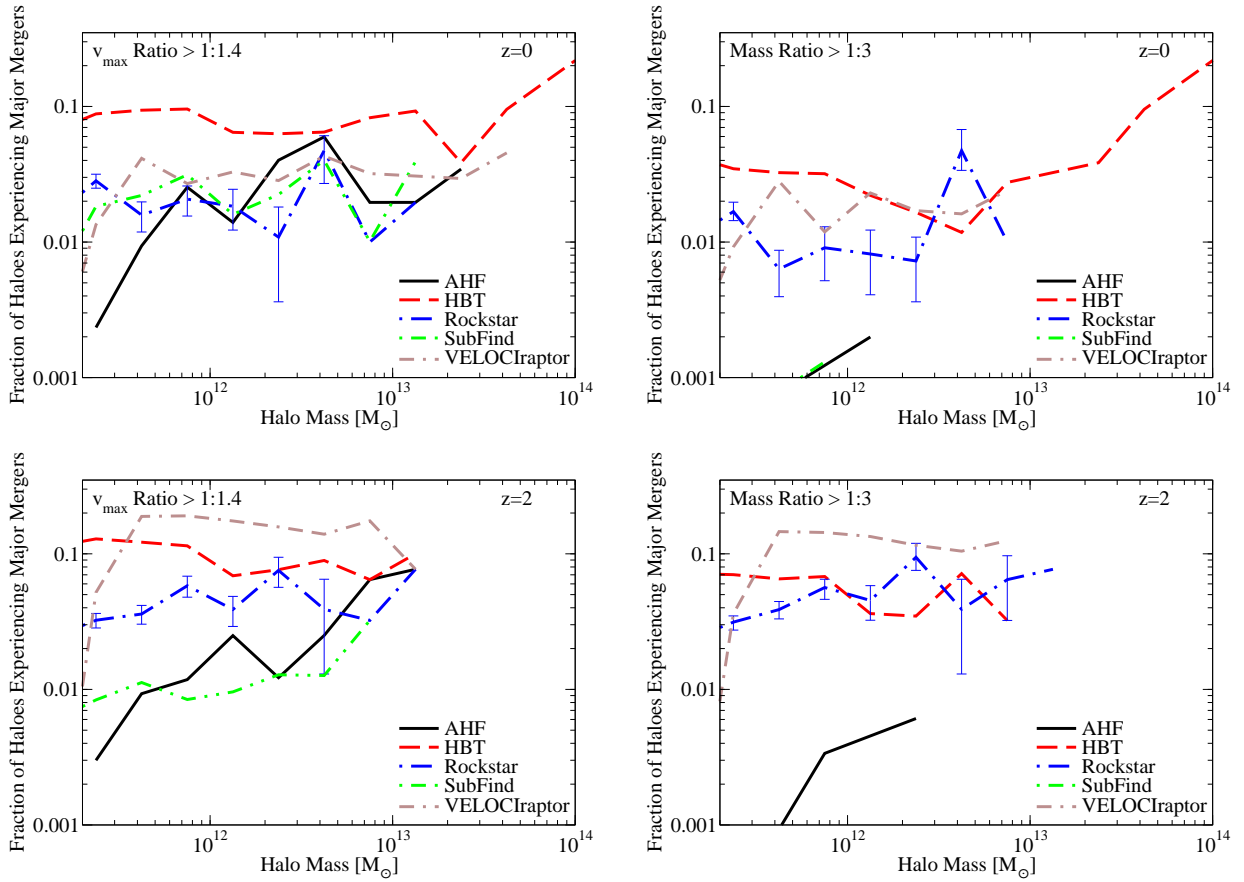 v_max Ratio > 1:1.4
z=0
Fraction of Haloes Experiencing Major Mergers
0.1
0.01
0.001
AHF
HBT
Rockstar
SubFind
VELOCIraptor
10^12
10^13
10^14
Halo Mass [M_⊙]
Mass Ratio > 1:3
z=0
Fraction of Haloes Experiencing Major Mergers
0.1
0.01
0.001
AHF
HBT
Rockstar
SubFind
VELOCIraptor
10^12
10^13
10^14
Halo Mass [M_⊙]
v_max Ratio > 1:1.4
z=2
Fraction of Haloes Experiencing Major Mergers
0.1
0.01
0.001
AHF
HBT
Rockstar
SubFind
VELOCIraptor
10^12
10^13
10^14
Halo Mass [M_⊙]
Mass Ratio > 1:3
z=2
Fraction of Haloes Experiencing Major Mergers
0.1
0.01
0.001
AHF
HBT
Rockstar
SubFind
VELOCIraptor
10^12
10^13
10^14
Halo Mass [M_⊙]